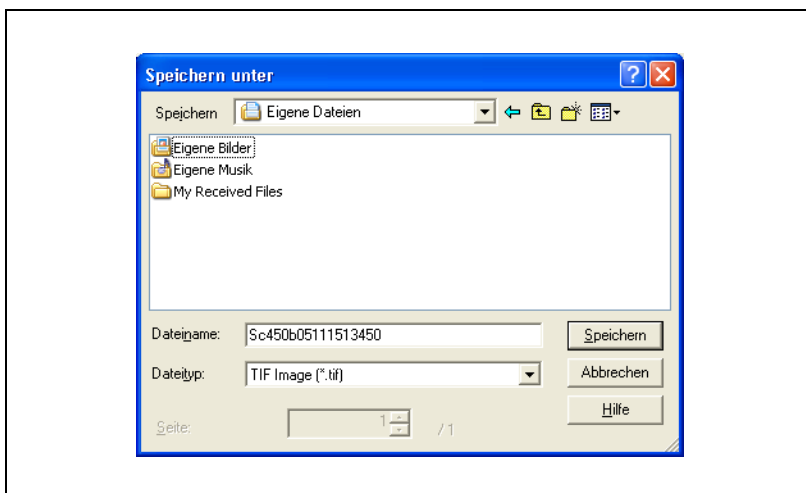 Speichern unter
Speichern Eigene Dateien
Eigene Bilder
Eigene Musik
My Received Files
Dateiname: Sc450b05111513450 Speichern
Dateityp: TIF Image (*.tif) Abbrechen
Hilfe
Seite: 1 / 1